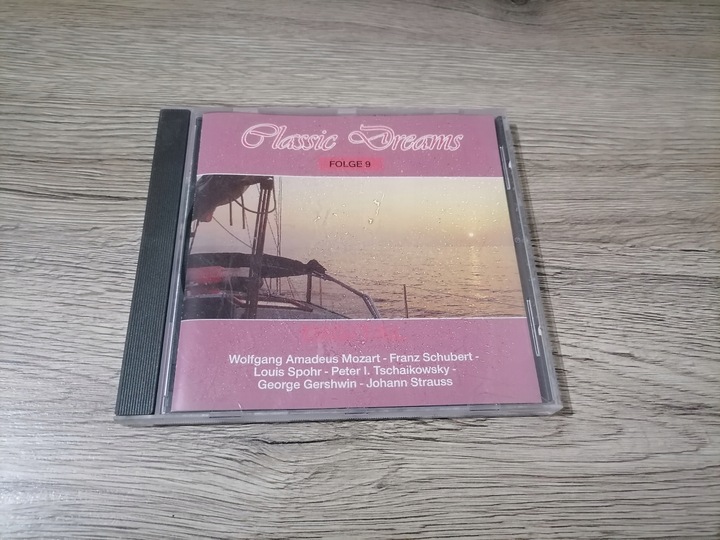 Classic Dreams
FOLGE 9
Wolfgang Amadeus Mozart - Franz Schubert -
Louis Spohr - Peter I. Tschaikowsky -
George Gershwin - Johann Strauss